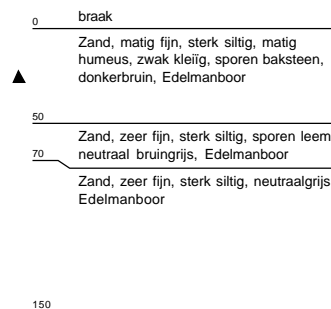 0 braak
Zand, matig fijn, sterk siltig, matig
humeus, zwak kleiïg, sporen baksteen,
donkerbruin, Edelmanboor
50
Zand, zeer fijn, sterk siltig, sporen leem
70 neutraal bruingrijs, Edelmanboor
Zand, zeer fijn, sterk siltig, neutraalgrijs
Edelmanboor
150